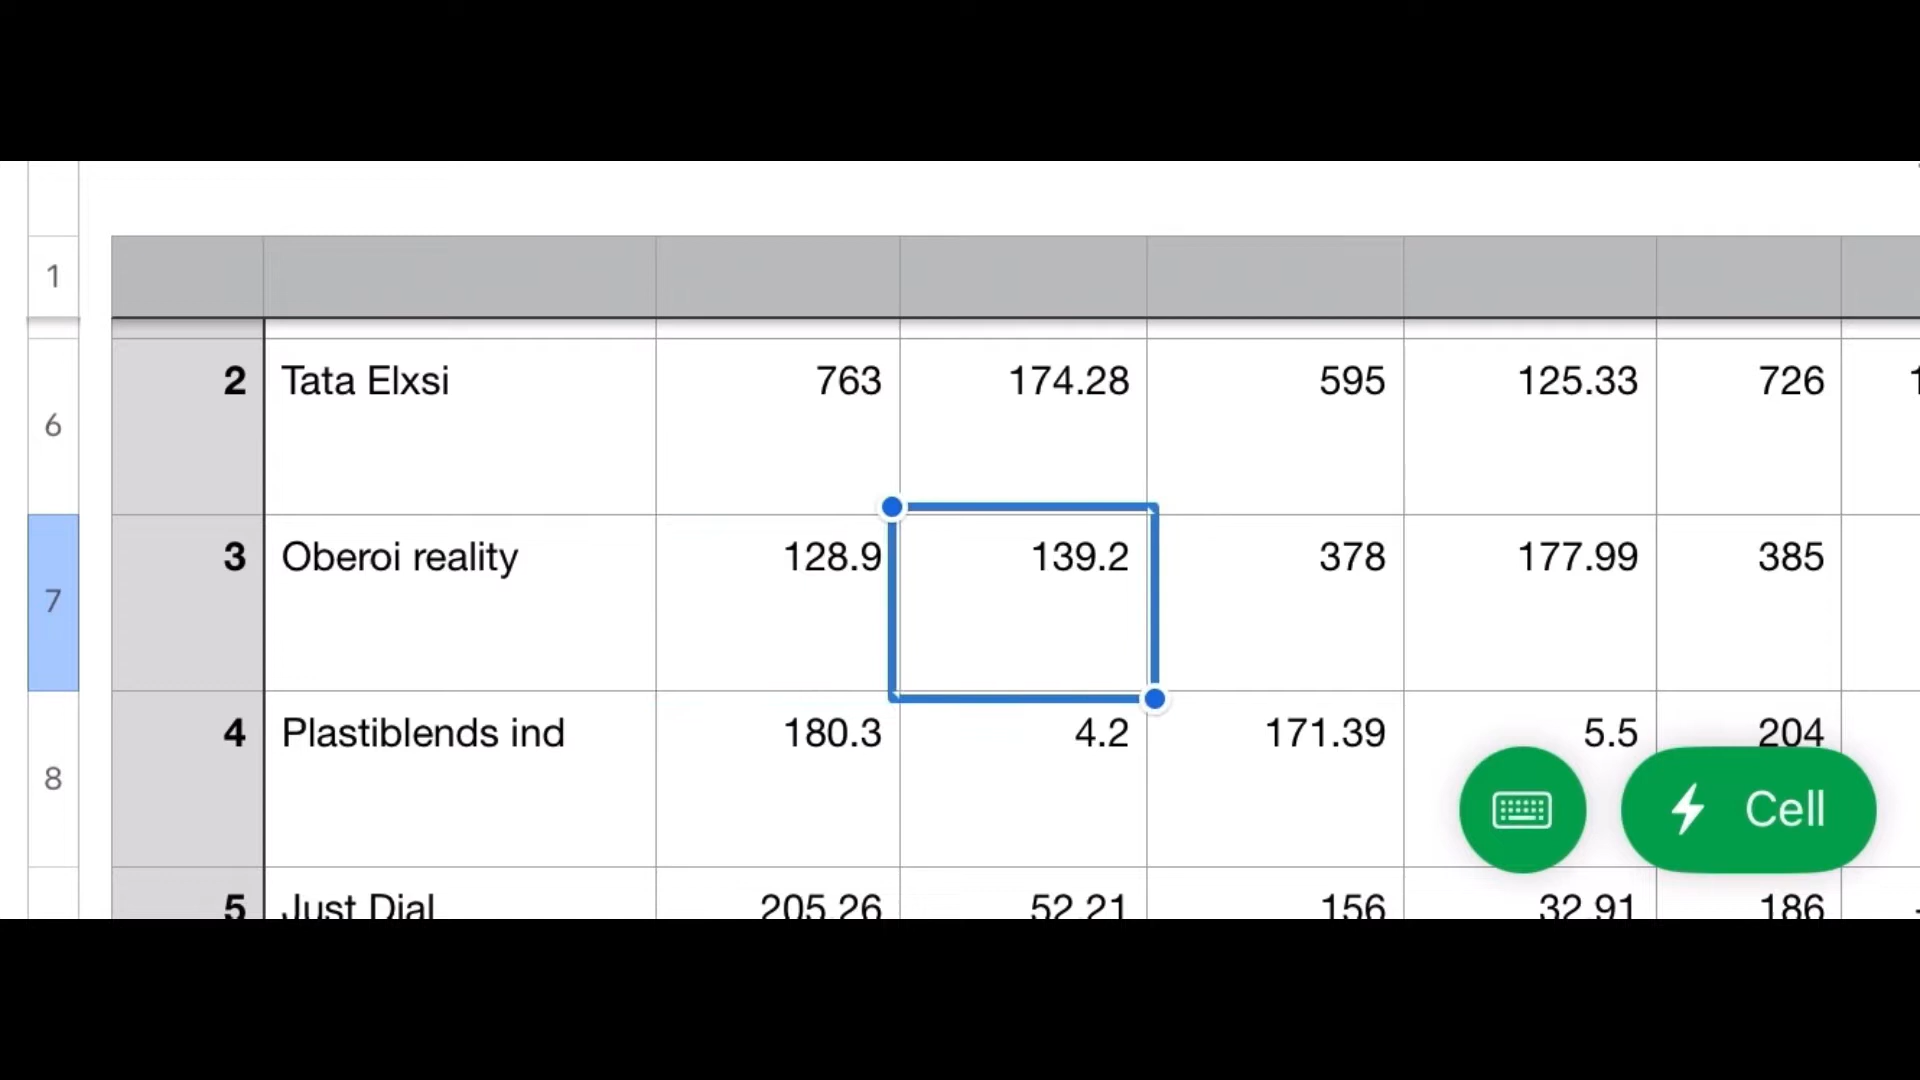 1
6 2 Tata Elxsi 763 174.28 595 125.33 726
7 3 Oberoi reality 128.9 139.2 378 177.99 385
8 4 Plastiblends ind 180.3 4.2 171.39 5.5 204
Cell
5 Just Dial 205.26 52.21 156 32.91 186